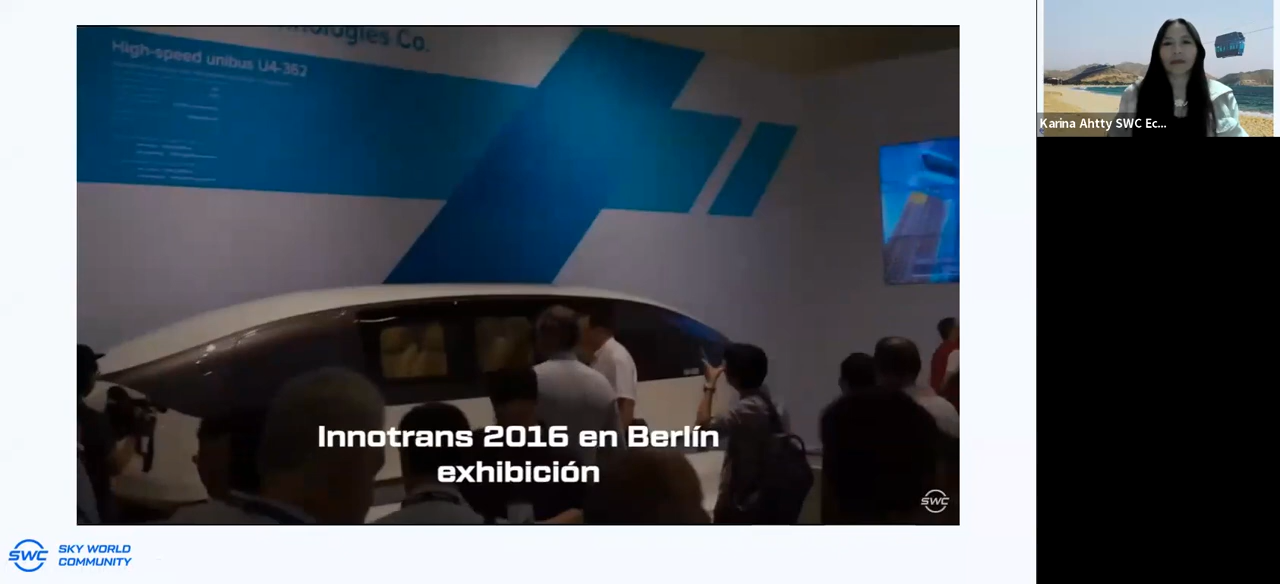 nologies Co.
High-speed unibus U4-362
Innotrans 2016 en Berlín
exhibición
SWC
SWC SKY WORLD
COMMUNITY
Karina Ahtty SWC Ec...